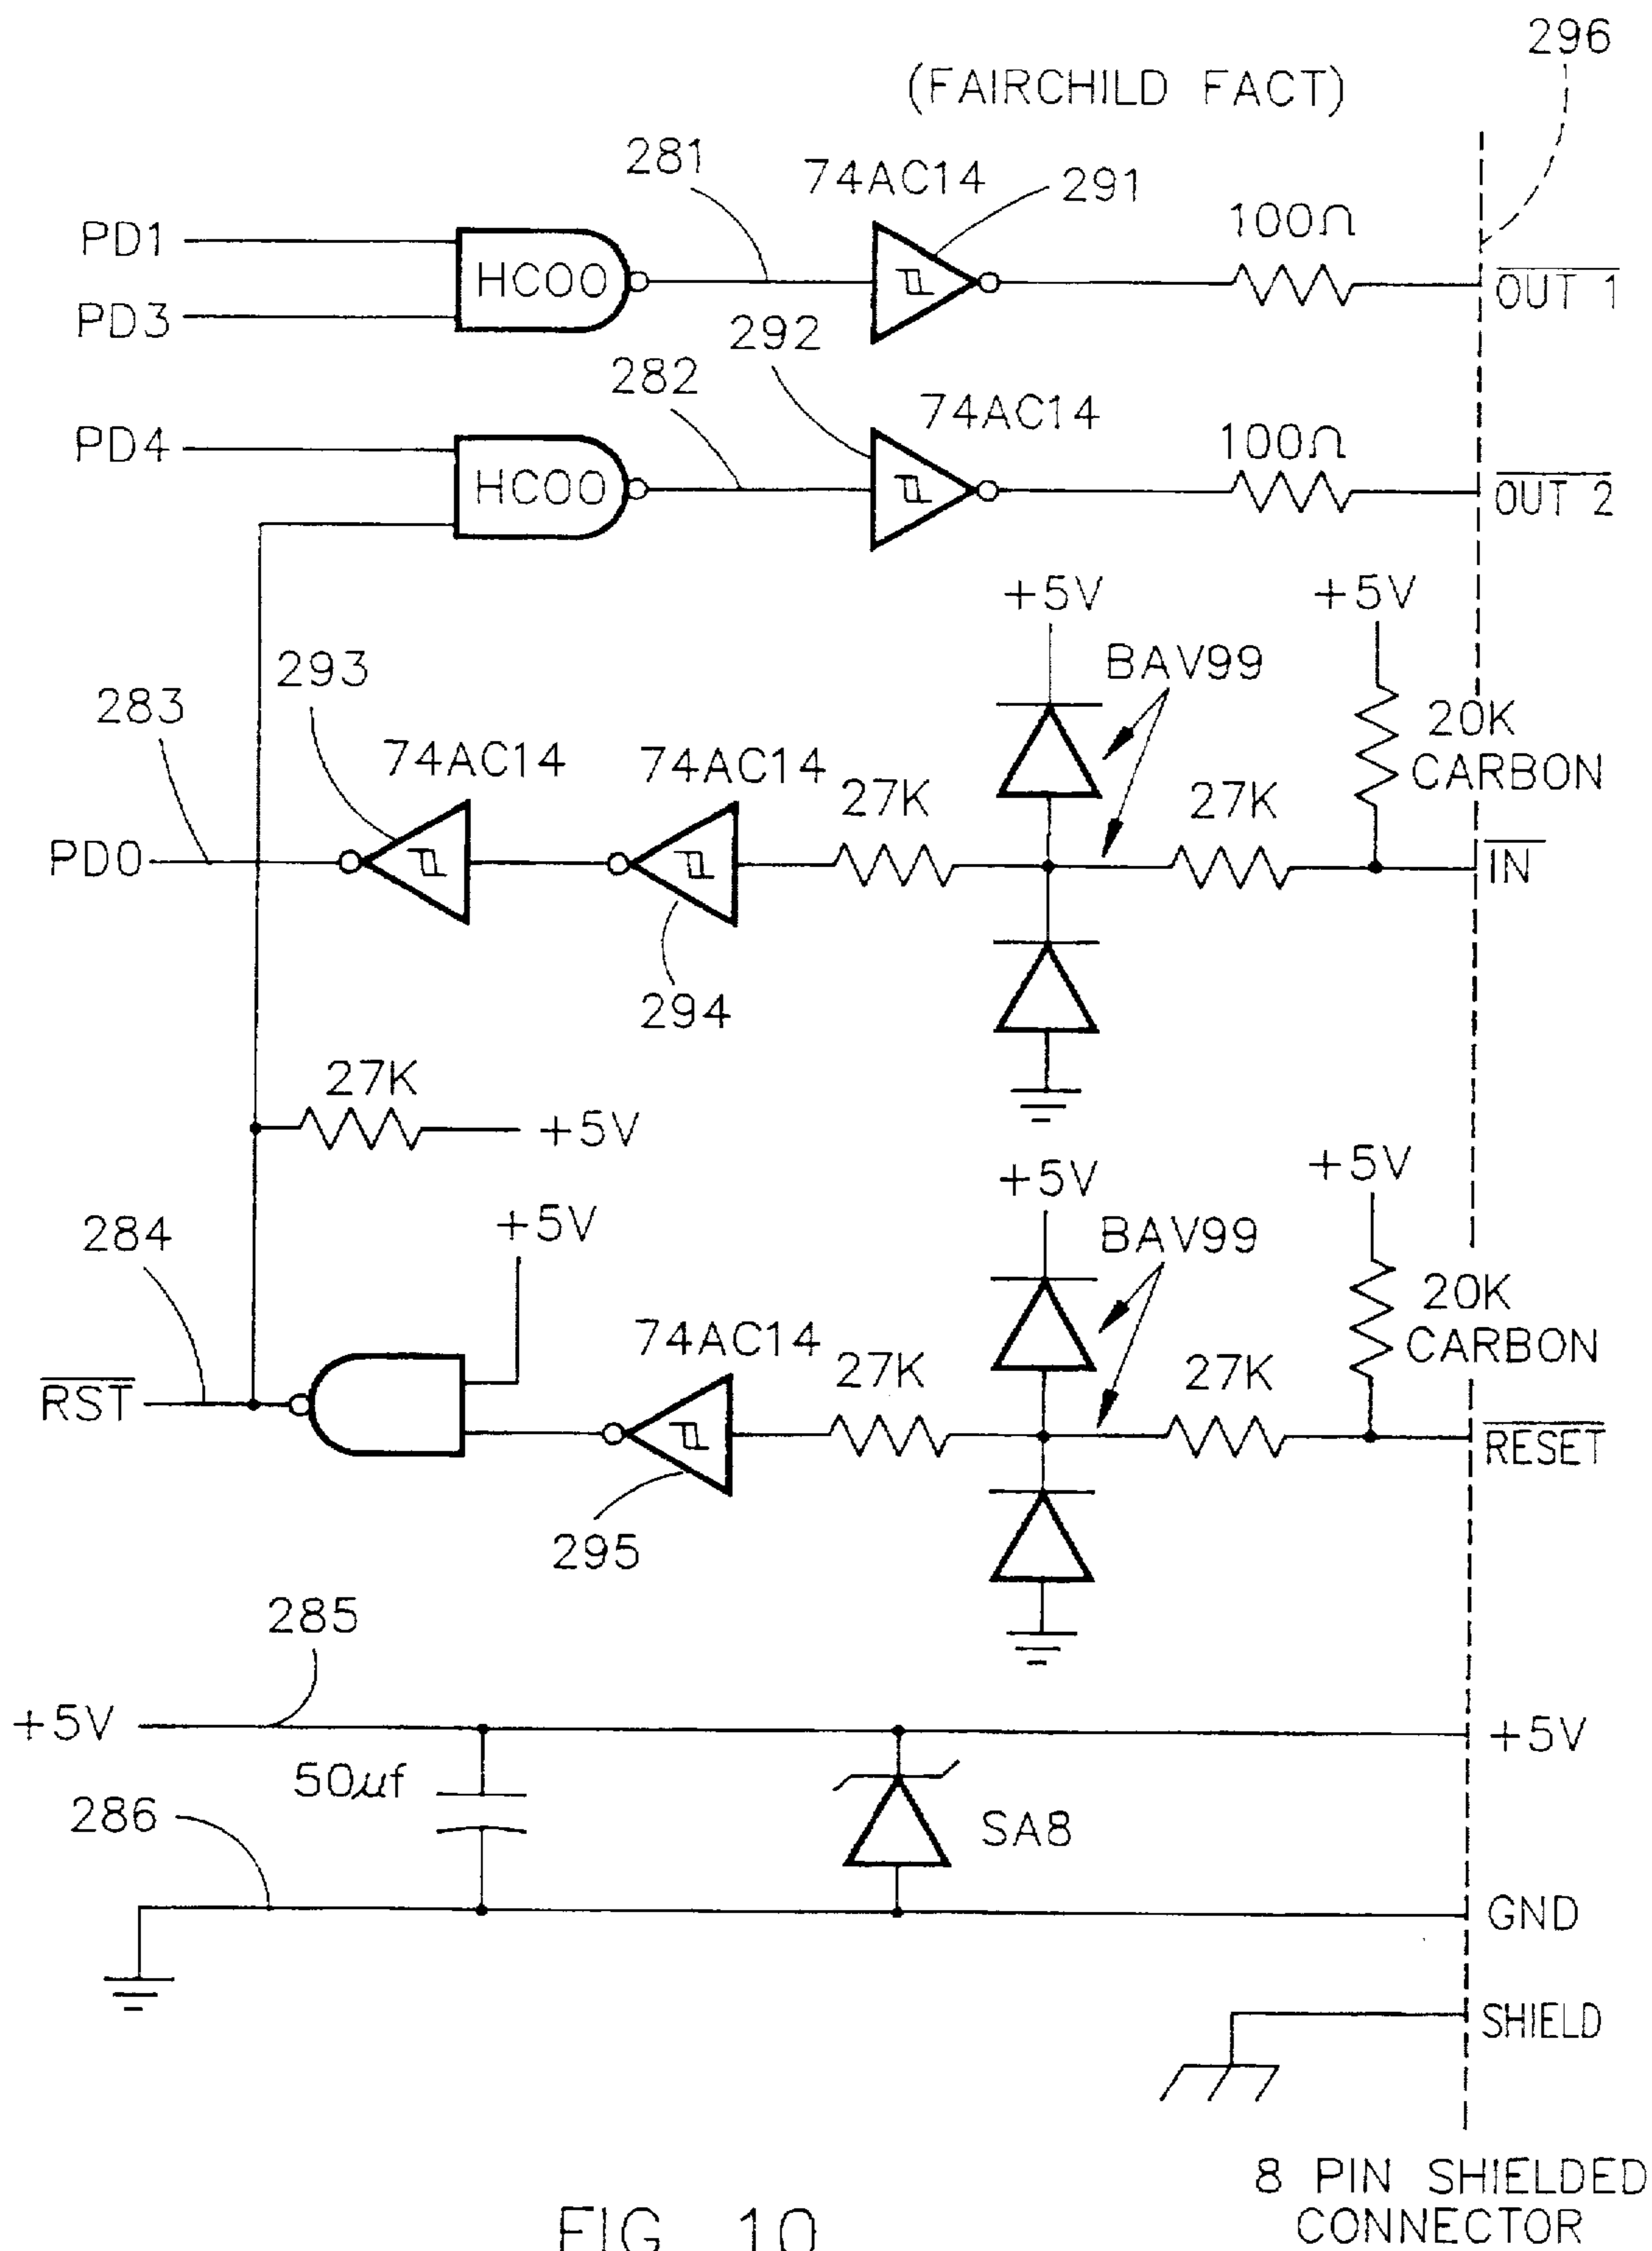 296
(FAIRCHILD FACT)
281
74AC14
291
100Ω
PD1
HC00
OUT 1
PD3
292
282
74AC14
100Ω
PD4
HC00
OUT 2
+5V
+5V
293
BAV99
283
20K
CARBON
74AC14
74AC14
27K
27K
PD0
IN
294
27K
+5V
+5V
+5V
284
+5V
BAV99
20K
CARBON
74AC14
27K
27K
RST
RESET
295
285
+5V
+5V
50µf
286
SA8
GND
SHIELD
8 PIN SHIELDED
CONNECTOR
FIG. 10